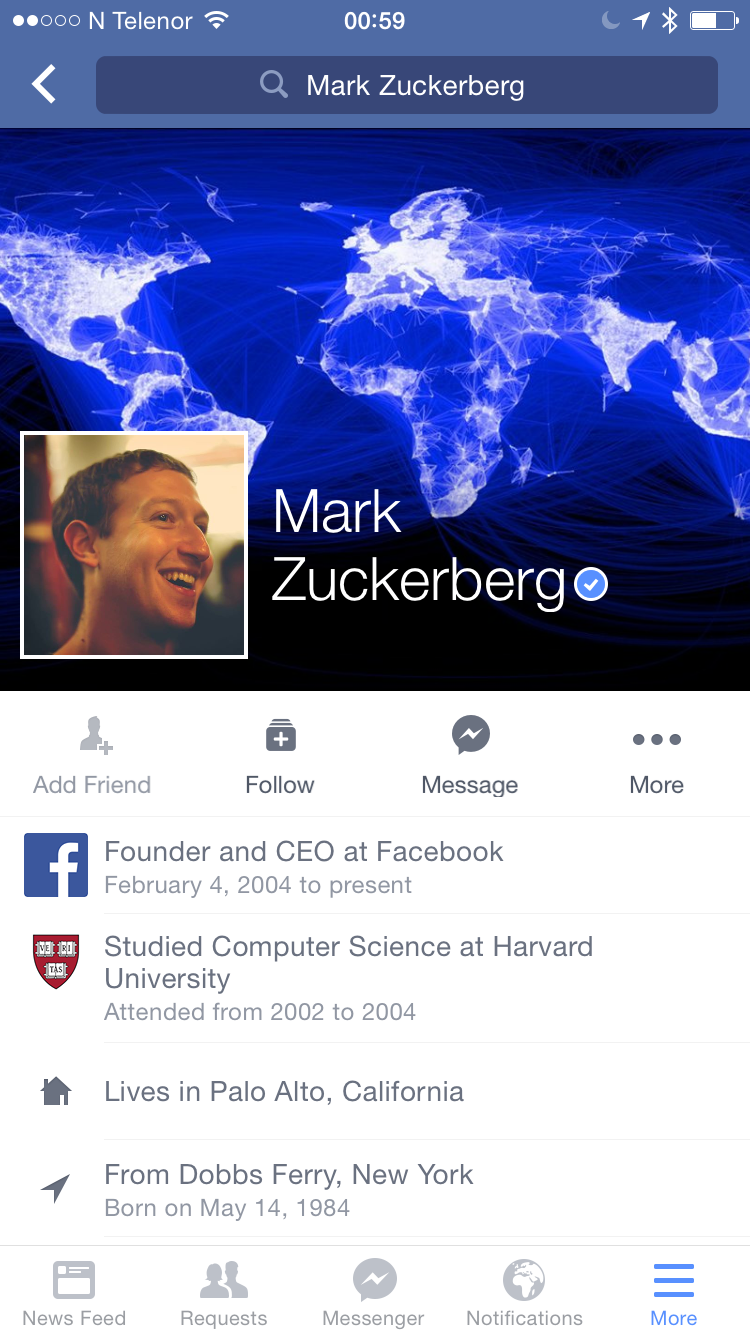 N Telenor 00:59
Mark Zuckerberg
Mark
Zuckerberg
Add Friend Follow Message More
Founder and CEO at Facebook
February 4, 2004 to present
VE RI
TAS
Studied Computer Science at Harvard
University
Attended from 2002 to 2004
Lives in Palo Alto, California
From Dobbs Ferry, New York
Born on May 14, 1984
News Feed Requests Messenger Notifications More